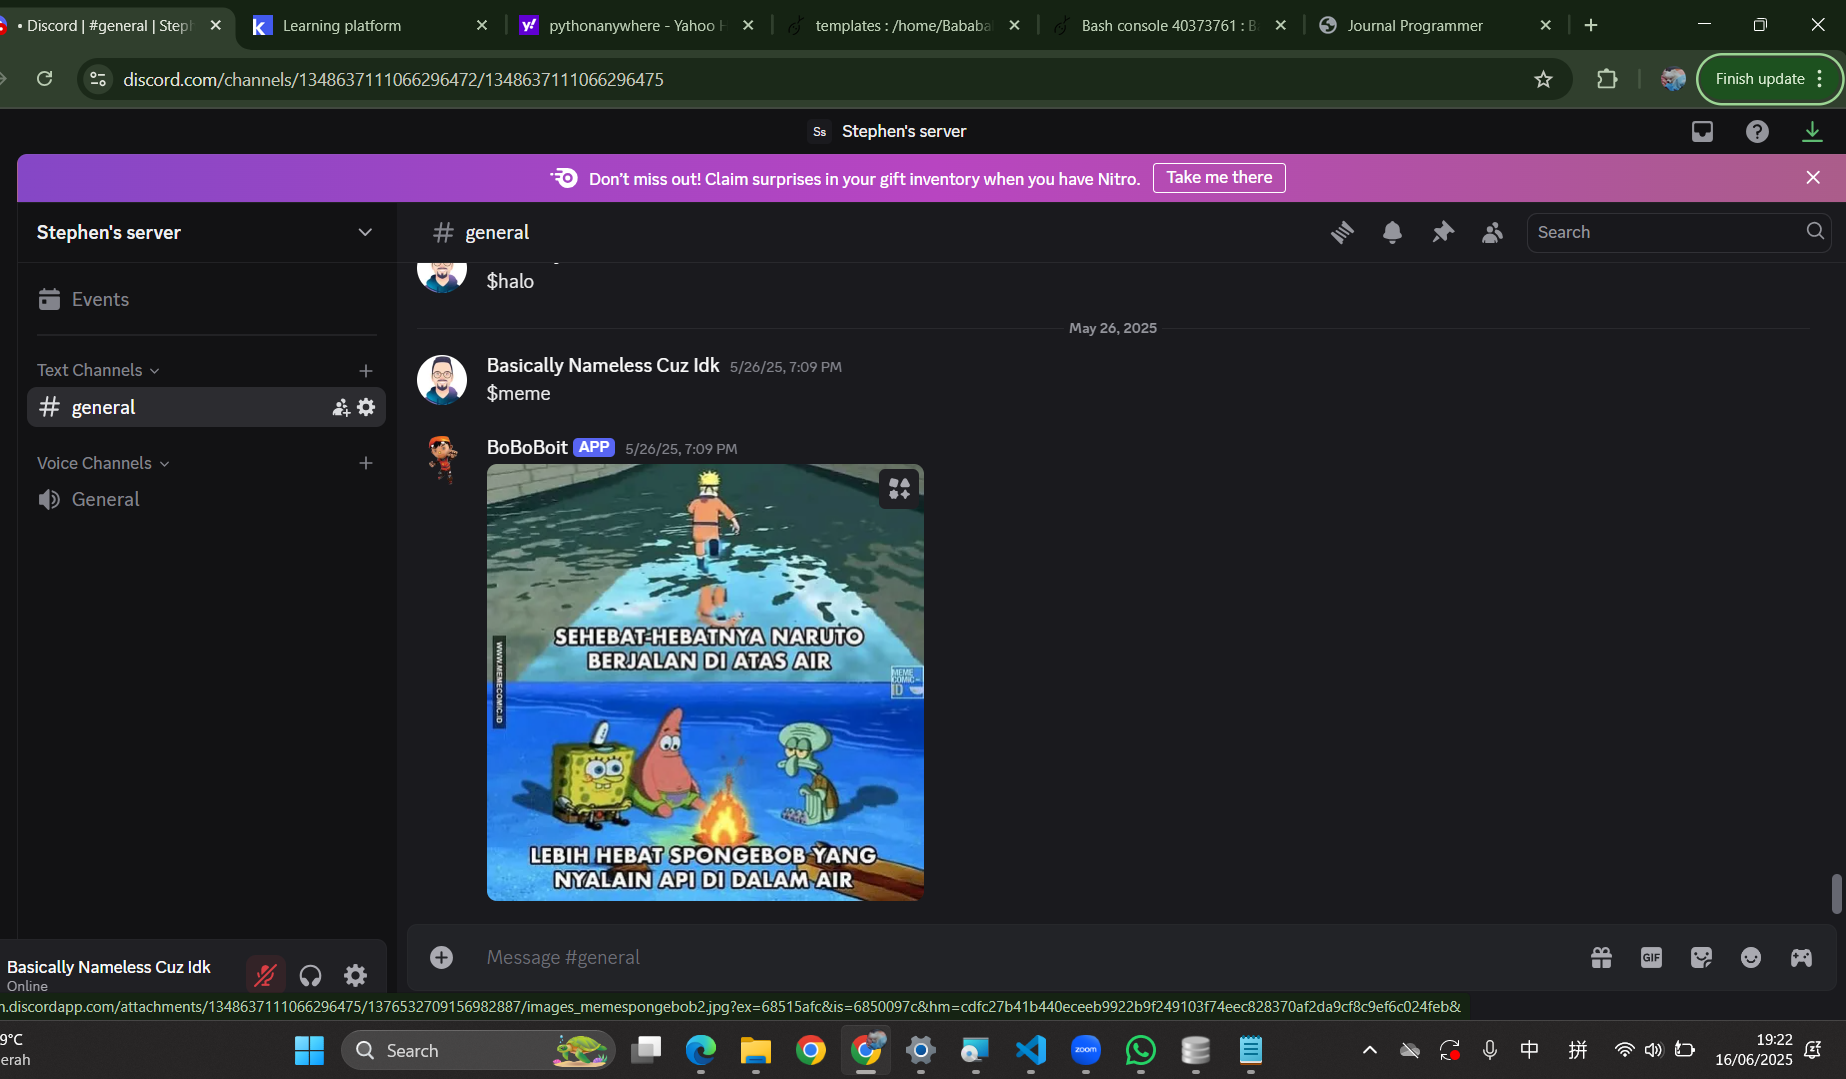 • Discord | #general | Steph
Learning platform
pythonanywhere - Yahoo H
templates : /home/Bababa
Bash console 40373761 : B
Journal Programmer
discord.com/channels/1348637111066296472/1348637111066296475
Finish update
Ss Stephen's server
Don't miss out! Claim surprises in your gift inventory when you have Nitro.
Take me there
Stephen's server
general
Search
Events
Text Channels
general
Voice Channels
General
$halo
May 26, 2025
Basically Nameless Cuz Idk 5/26/25, 7:09 PM
$meme
BoBoBoit APP 5/26/25, 7:09 PM
SEHEBAT-HEBATNYA NARUTO
BERJALAN DI ATAS AIR
WWW.MEMECOMIC.ID
MEME
COMIC
ID
LEBIH HEBAT SPONGEBOB YANG
NYALAIN API DI DALAM AIR
Message #general
GIF
Basically Nameless Cuz Idk
Online
n.discordapp.com/attachments/1348637111066296475/1376532709156982887/images_memespongebob2.jpg?ex=68515afc&is=6850097c&hm=cdfc27b41b440eceeb9922b9f249103f74eec828370af2da9cf8c9ef6c024feb&
9°C
erah
Search
zoom
中
拼
19:22
16/06/2025